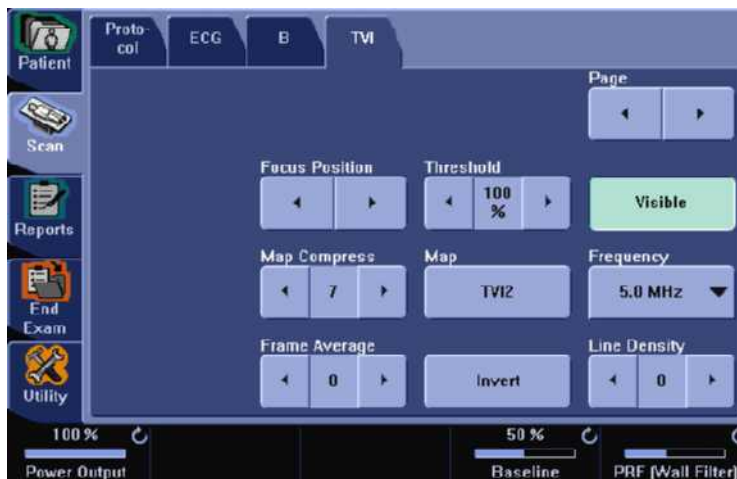 Patient
Scan
Reports
End
Exam
Utility
Proto-
col
ECG
B
TVI
Page
Focus Position
Threshold
100
%
Visible
Map Compress
7
Map
TVI2
Frequency
5.0 MHz
Frame Average
0
Invert
Line Density
0
100 %
Power Output
50 %
Baseline
PRF (Wall Filter)